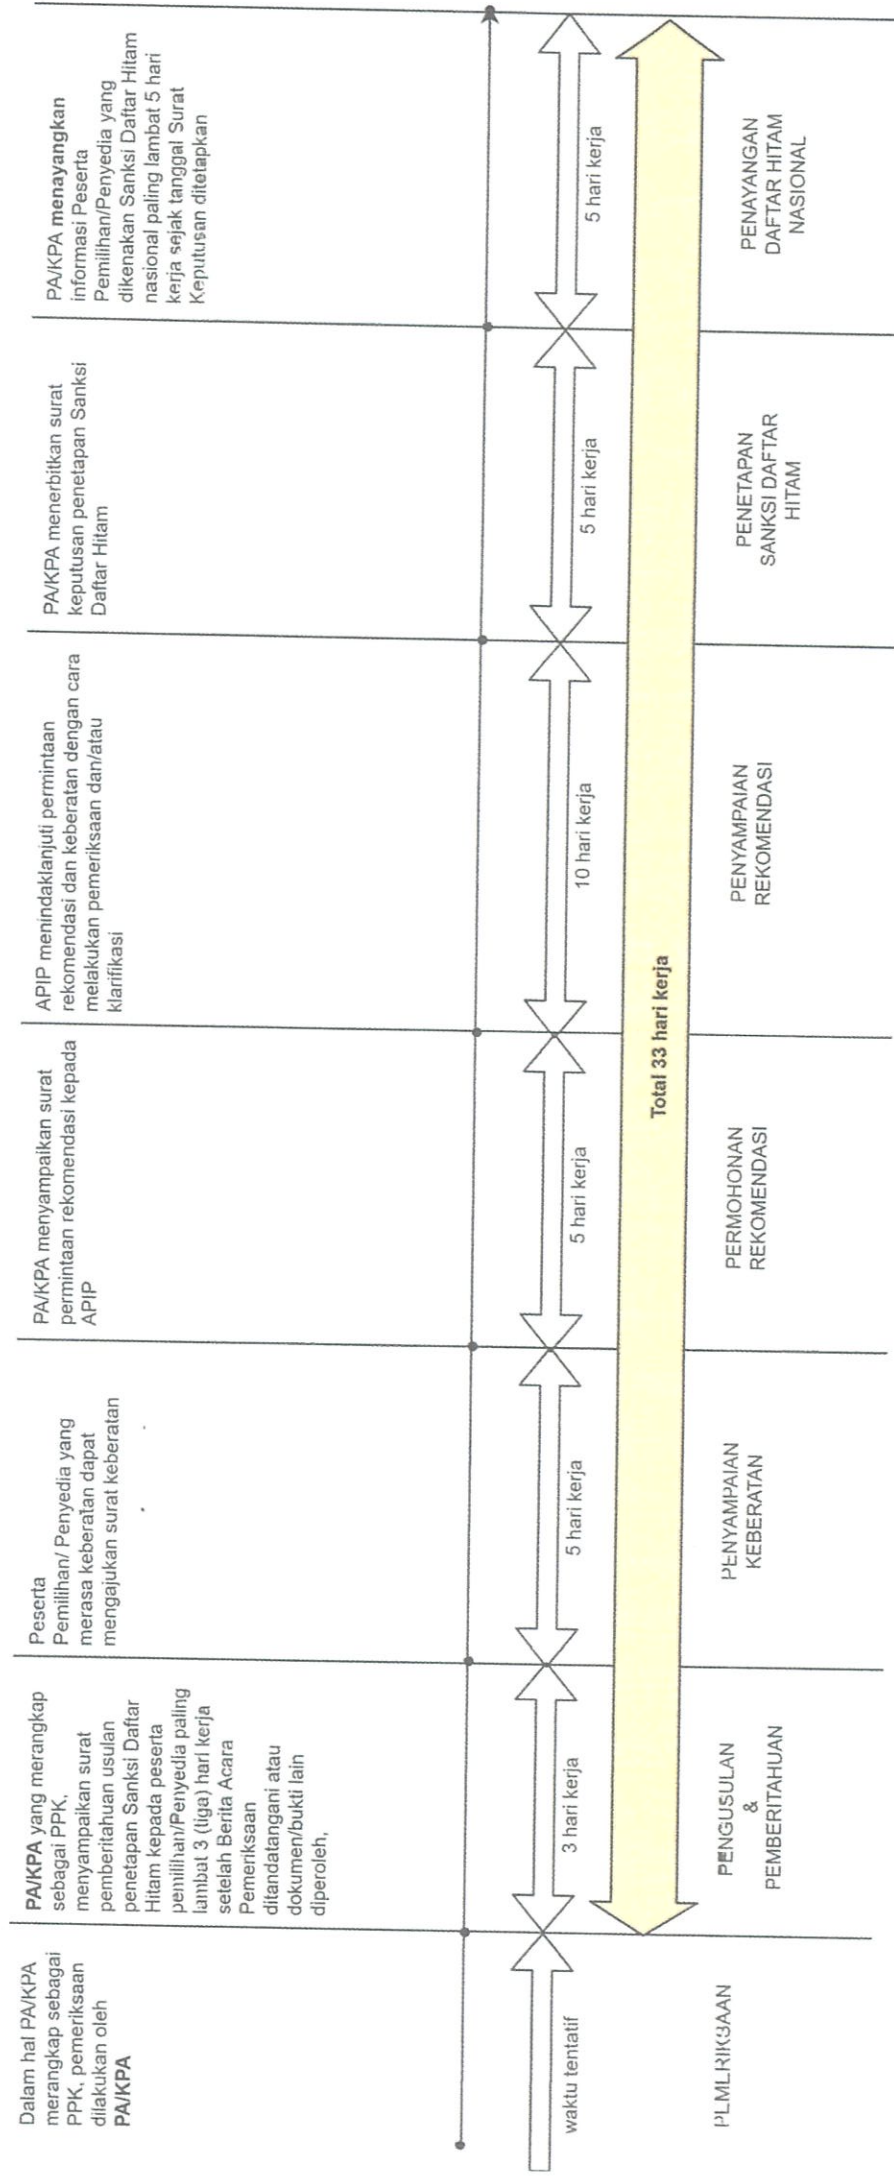 Dalam hal PA/KPA
merangkap sebagai
PPK, pemeriksaan
dilakukan oleh
PA/KPA
PA/KPA yang merangkap
sebagai PPK,
menyampaikan surat
pemberitahuan usulan
penetapan Sanksi Daftar
Hitam kepada peserta
pemilihan/Penyedia paling
lambat 3 (tiga) hari kerja
setelah Berita Acara
Pemeriksaan
ditandatangani atau
dokumen/bukti lain
diperoleh,
Peserta
Pemilihan/ Penyedia yang
merasa keberatan dapat
mengajukan surat keberatan
PA/KPA menyampaikan surat
permintaan rekomendasi kepada
APIP
APIP menindaklanjuti permintaan
rekomendasi dan keberatan dengan cara
melakukan pemeriksaan dan/atau
klarifikasi
PA/KPA menerbitkan surat
keputusan penetapan Sanksi
Daftar Hitam
PA/KPA menayangkan
informasi Peserta
Pemilihan/Penyedia yang
dikenakan Sanksi Daftar Hitam
nasional paling lambat 5 hari
kerja sejak tanggal Surat
Keputusan ditetapkan
waktu tentatif
3 hari kerja
5 hari kerja
5 hari kerja
10 hari kerja
5 hari kerja
5 hari kerja
Total 33 hari kerja
PEMERIKSAAN
PENGUSULAN
&
PEMBERITAHUAN
PENYAMPAIAN
KEBERATAN
PERMOHONAN
REKOMENDASI
PENYAMPAIAN
REKOMENDASI
PENETAPAN
SANKSI DAFTAR
HITAM
PENAYANGAN
DAFTAR HITAM
NASIONAL